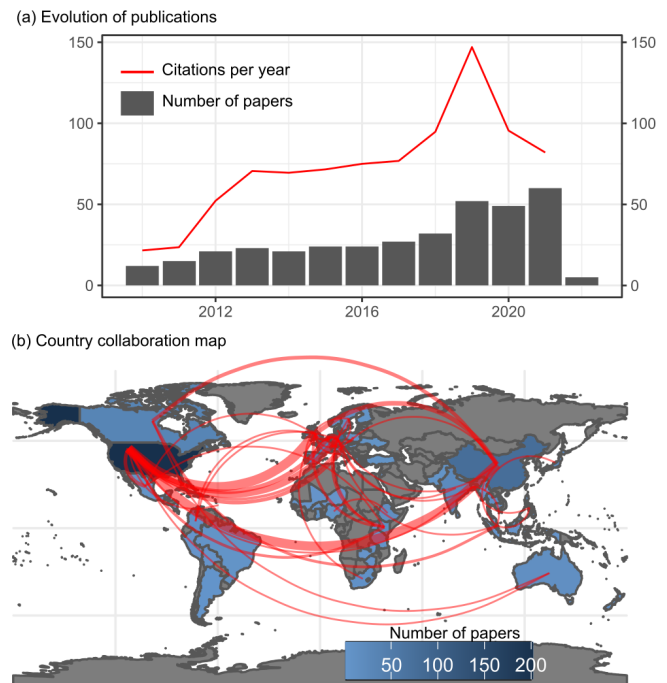 (a) Evolution of publications
150 150
Citations per year
Number of papers
100 100
50 50
0 0
2012 2016 2020
(b) Country collaboration map
Number of papers
50 100 150 200